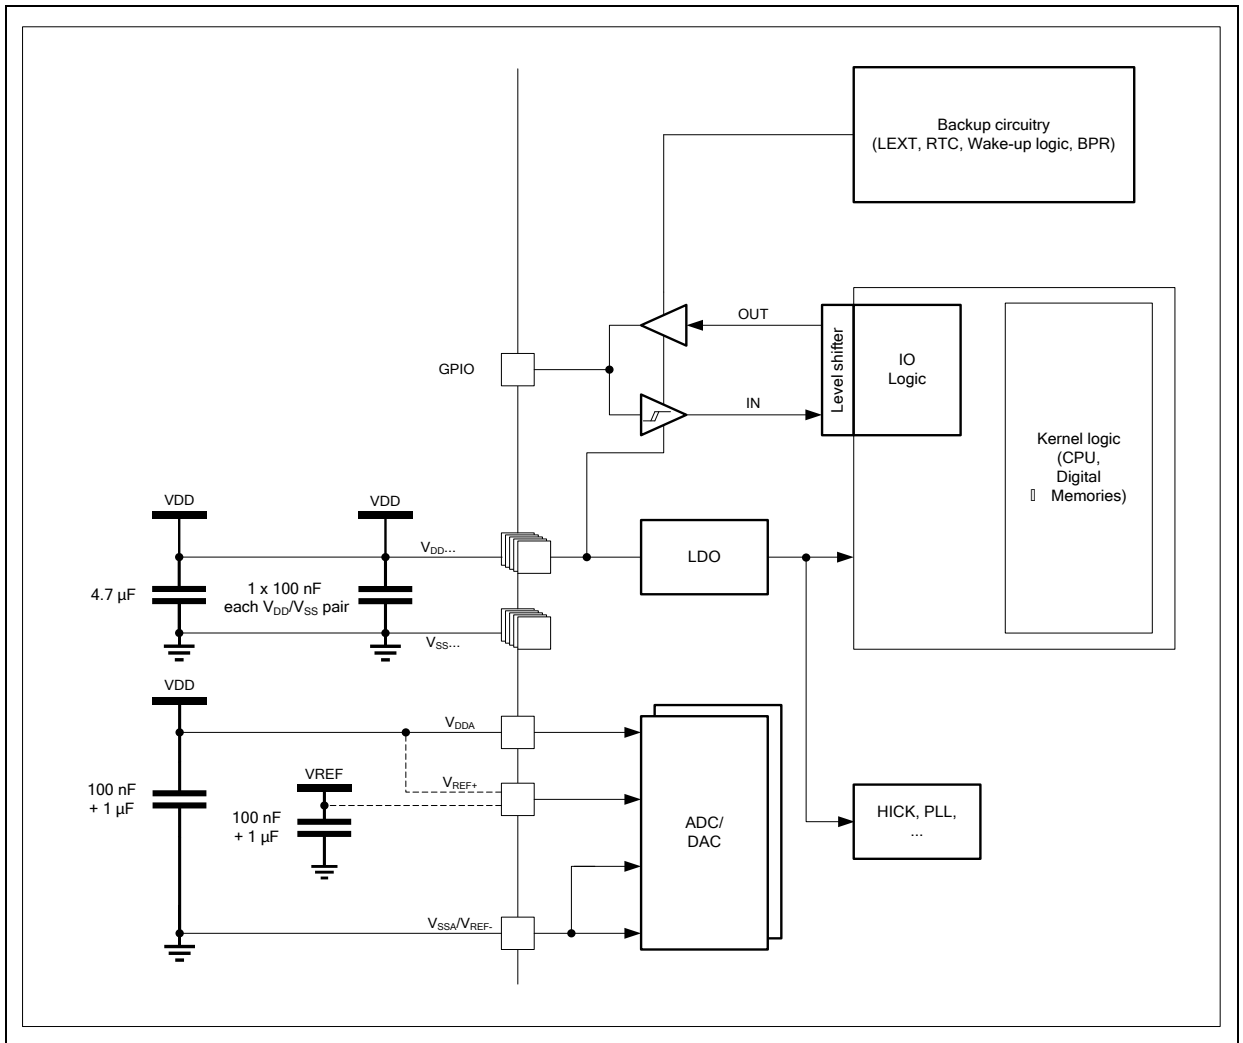 Backup circuitry
(LEXT, RTC, Wake-up logic, BPR)
OUT
GPIO
Level shifter
IO
Logic
IN
Kernel logic
(CPU,
Digital
▯ Memories)
VDD
VDD
VDD...
LDO
4.7 µF
1 x 100 nF
each VDD/VSS pair
VSS...
VDD
VDDA
VREF
VREF+
100 nF
+ 1 µF
100 nF
+ 1 µF
ADC/
DAC
HICK, PLL,
...
VSSA/VREF-